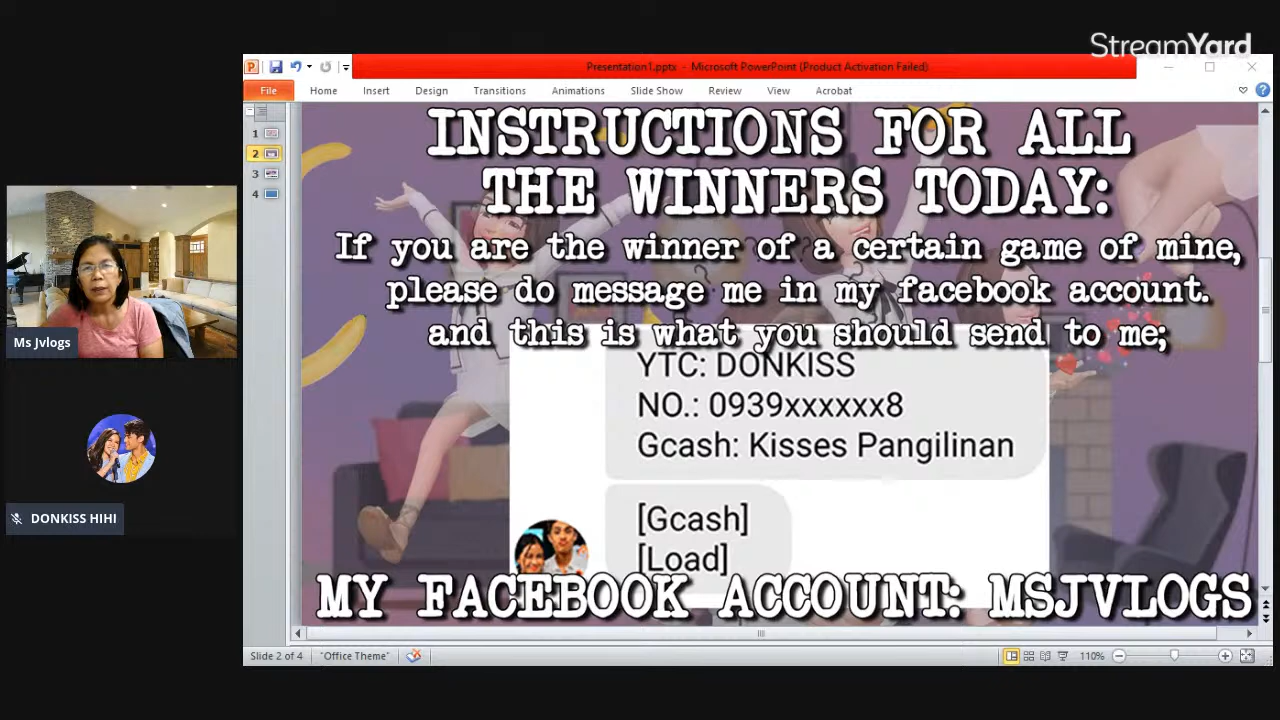 StreamYard
Presentation1.pptx - Microsoft PowerPoint (Product Activation Failed)
File Home Insert Design Transitions Animations Slide Show Review View Acrobat
1
2
3
4
INSTRUCTIONS FOR ALL
THE WINNERS TODAY:
If you are the winner of a certain game of mine,
please do message me in my facebook account.
and this is what you should send to me;
YTC: DONKISS
NO.: 0939xxxxxx8
Gcash: Kisses Pangilinan
[Gcash]
[Load]
MY FACEBOOK ACCOUNT: MSJVLOGS
Ms Jvlogs
DONKISS HIHI
Slide 2 of 4 "Office Theme" 110%